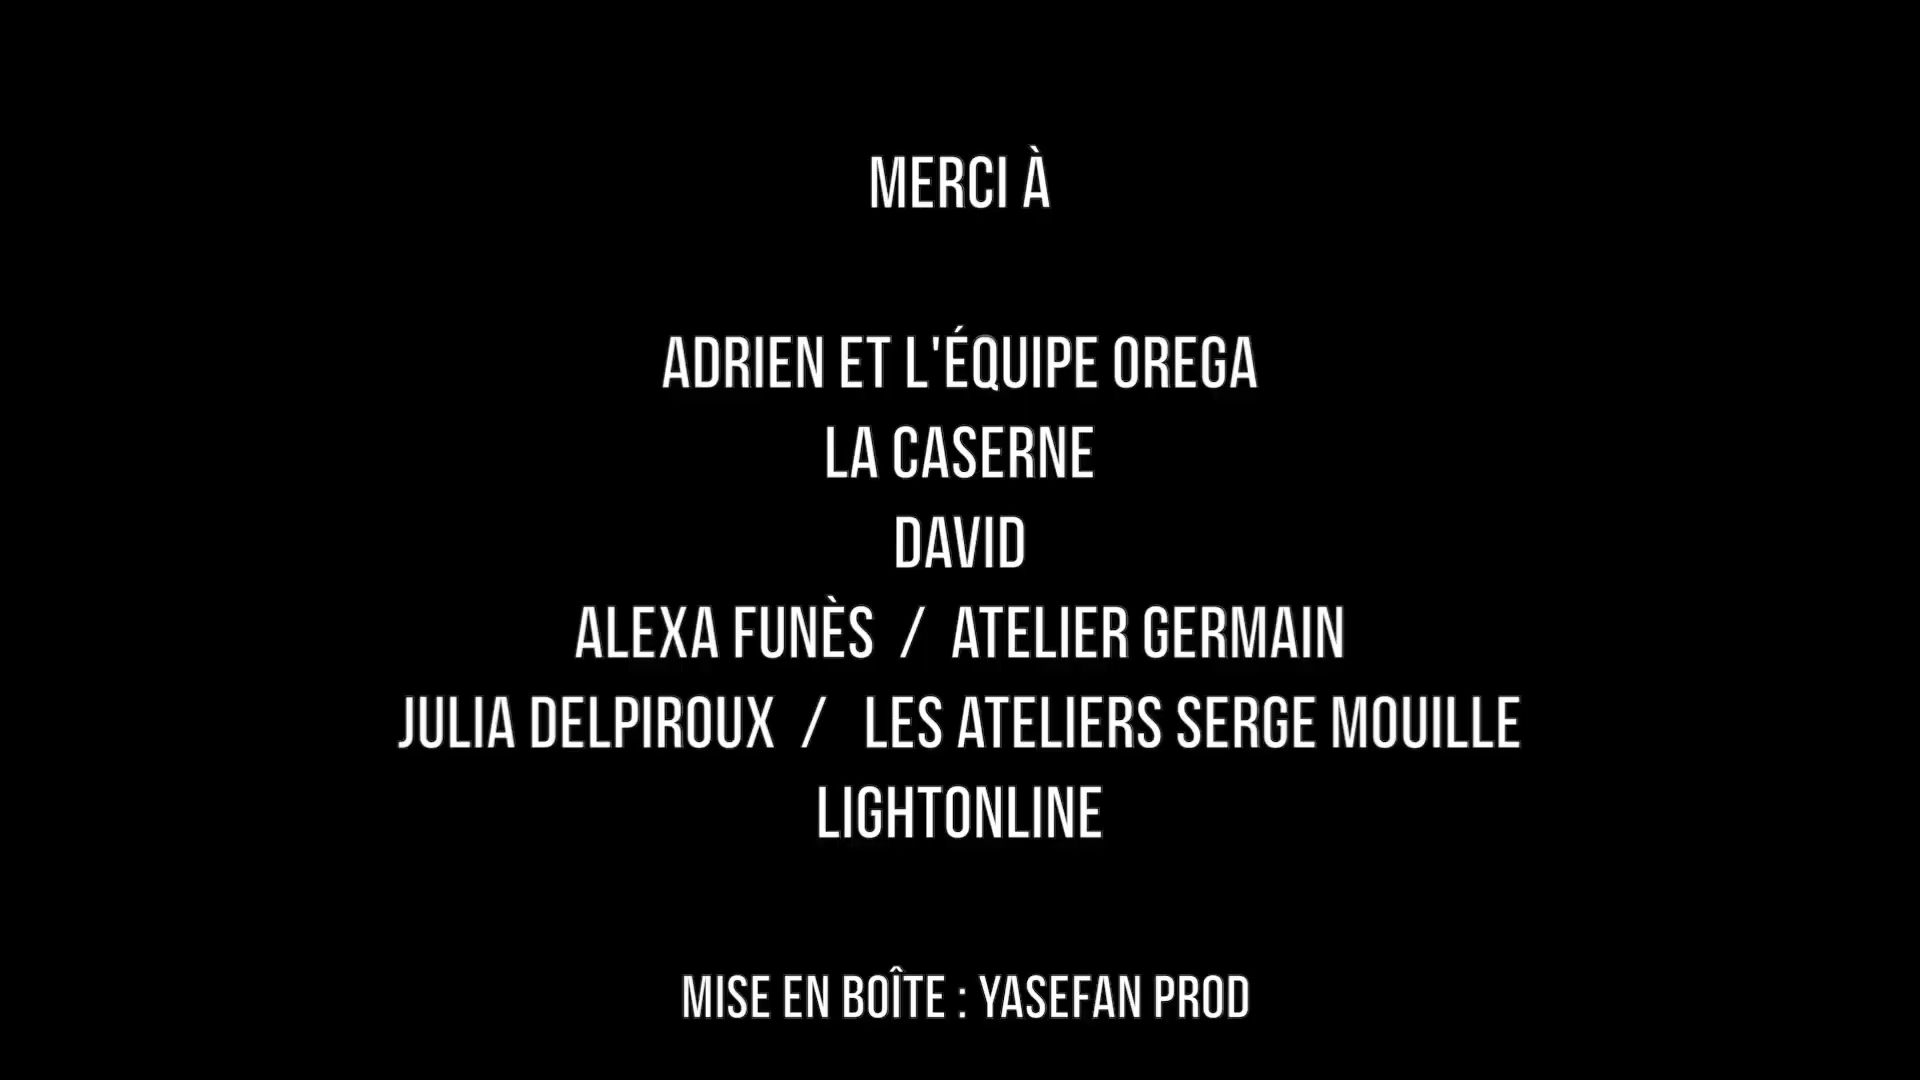 MERCI À
ADRIEN ET L'ÉQUIPE OREGA
LA CASERNE
DAVID
ALEXA FUNÈS / ATELIER GERMAIN
JULIA DELPIROUX / LES ATELIERS SERGE MOUILLE
LIGHTONLINE
MISE EN BOÎTE : YASEFAN PROD